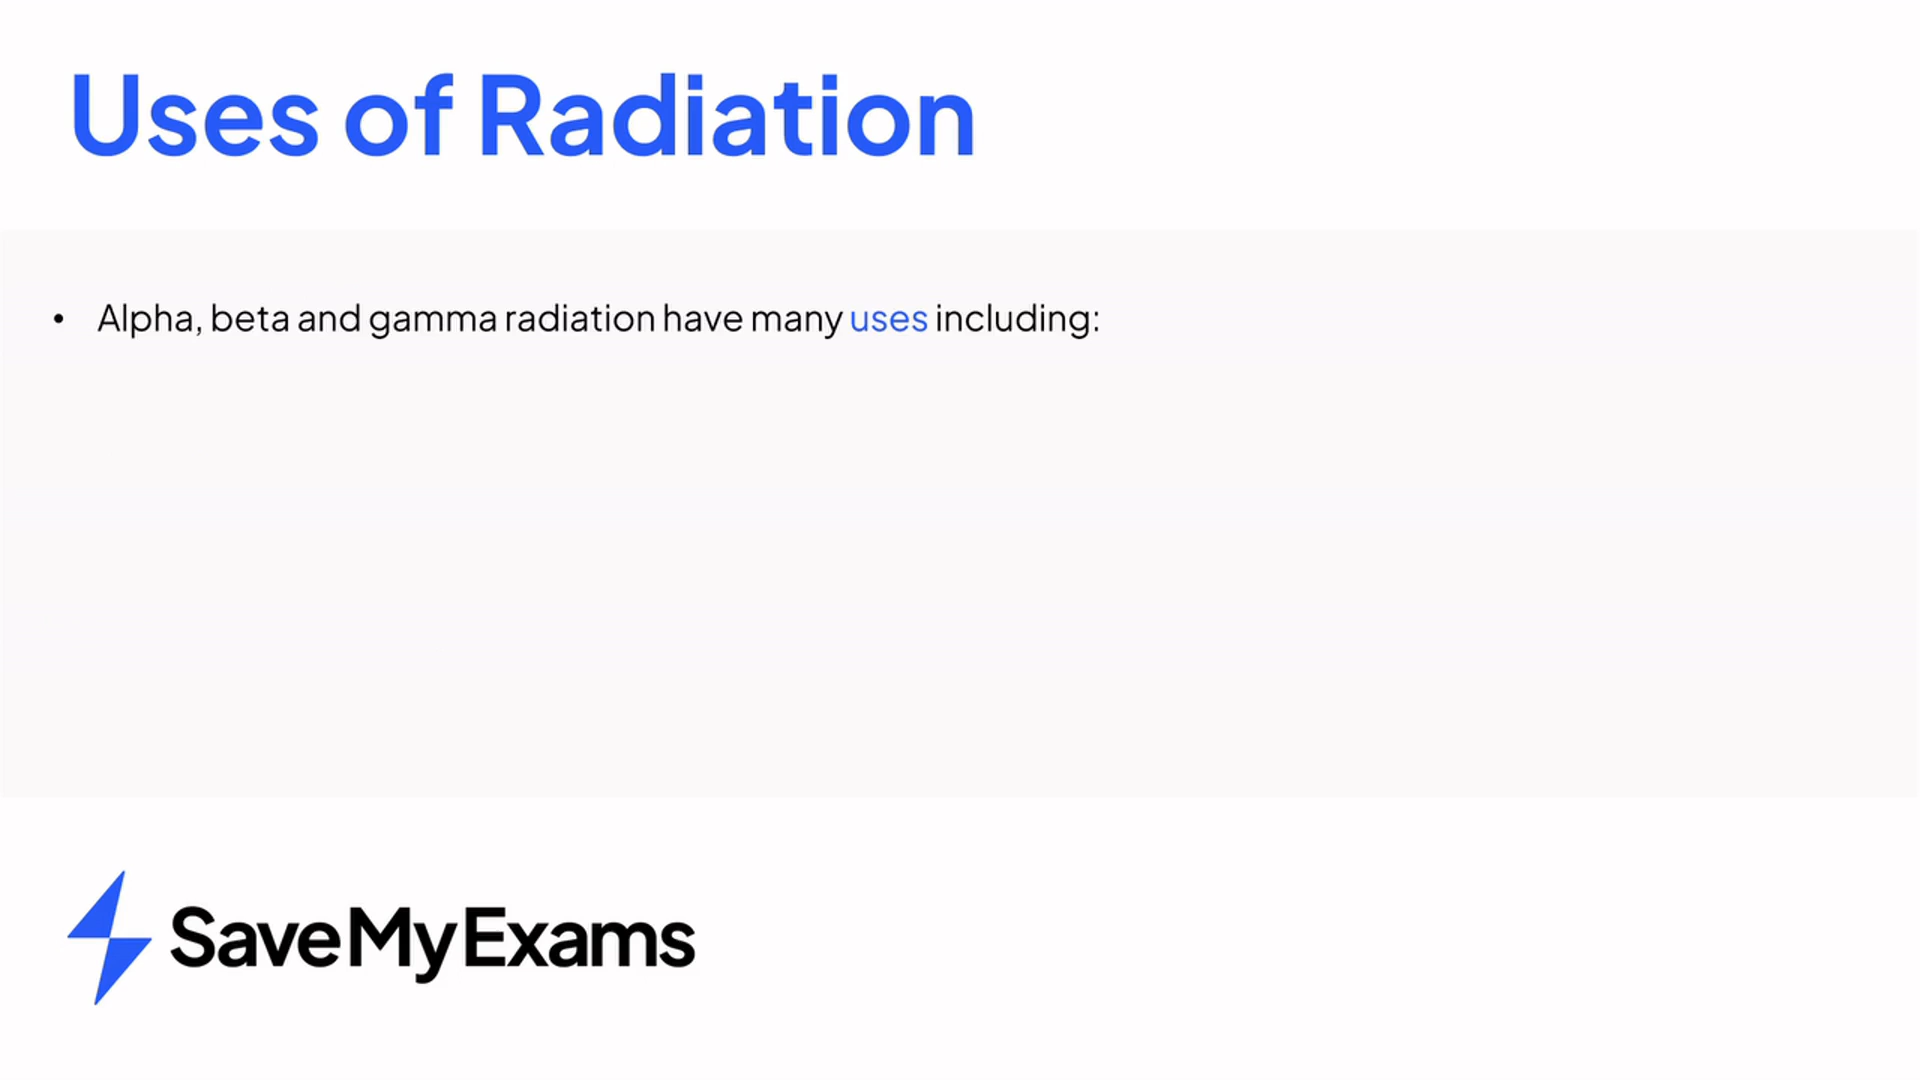 Uses of Radiation
• Alpha, beta and gamma radiation have many uses including:
SaveMyExams